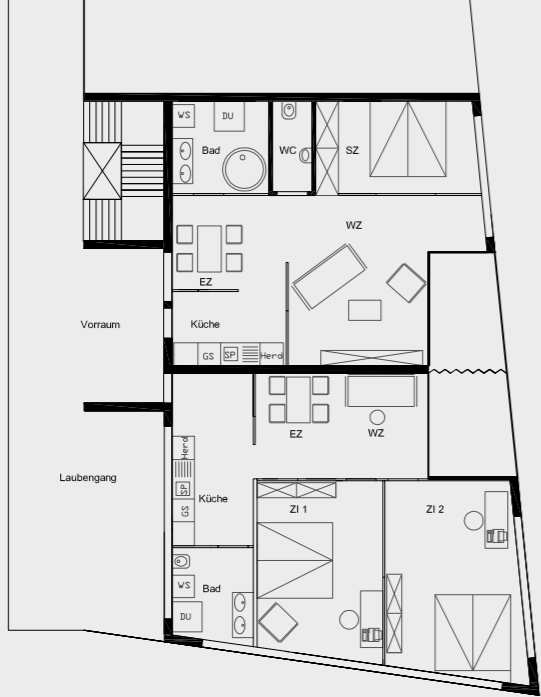 WS
DU
Bad
WC
SZ
WZ
EZ
Vorraum
Küche
GS
SP
Herd
EZ
WZ
Herd
Laubengang
SP
Küche
GS
ZI 1
ZI 2
WS
Bad
DU